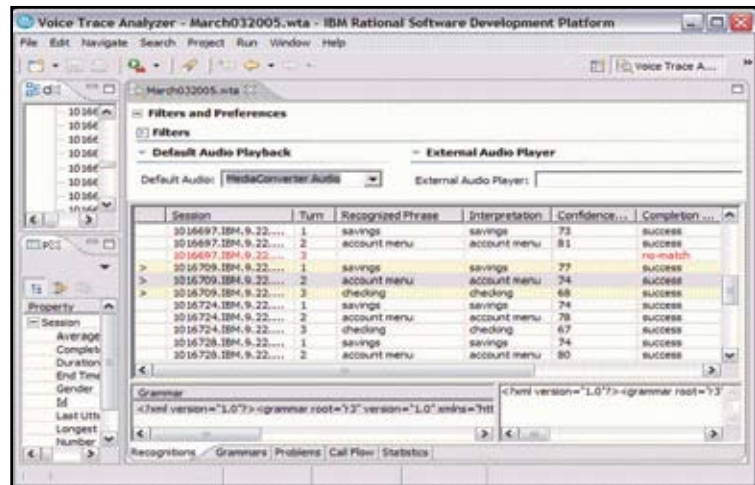 Voice Trace Analyzer - March032005.wta - IBM Rational Software Development Platform
File Edit Navigate Search Project Run Window Help
Voice Trace A...
March032005.wta
Filters and Preferences
Filters
Default Audio Playback
External Audio Player
Default Audio: MediaConverter Audio
External Audio Player:
10166
10166
10166
10166
10166
10166
Session Turn Recognized Phrase Interpretation Confidence... Completion ...
1016697.IBM.9.22.... 1 savings savings 73 success
1016697.IBM.9.22.... 2 account menu account menu 81 success
1016697.IBM.9.22.... 3 no-match
> 1016709.IBM.9.22.... 1 savings savings 77 success
> 1016709.IBM.9.22.... 2 account menu account menu 74 success
> 1016709.IBM.9.22.... 3 checking checking 68 success
1016724.IBM.9.22.... 1 savings savings 74 success
1016724.IBM.9.22.... 2 account menu account menu 78 success
1016724.IBM.9.22.... 3 checking checking 67 success
1016728.IBM.9.22.... 1 savings savings 74 success
1016728.IBM.9.22.... 2 account menu account menu 80 success
Property
Session
Average
Complet
Duration
End Time
Gender
Id
Last Utt
Longest
Number
Grammar
<?xml version="1.0"?><grammar root="r3" version="1.0" xmlns="htt
<?xml version="1.0"?><grammar root="r3"
Recognitions Grammars Problems Call Flow Statistics